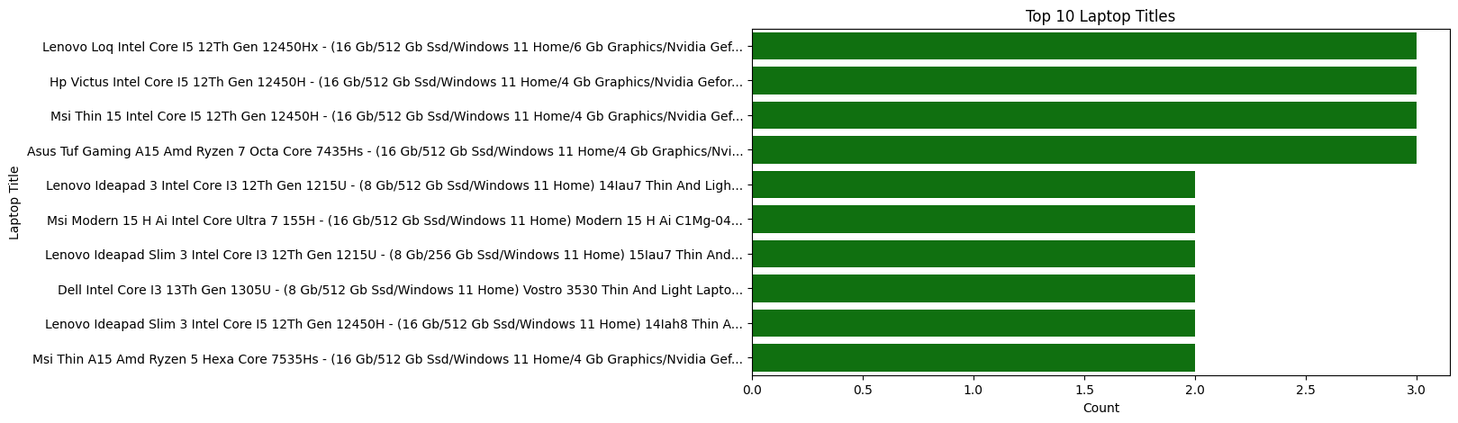 Top 10 Laptop Titles
Lenovo Loq Intel Core I5 12Th Gen 12450Hx - (16 Gb/512 Gb Ssd/Windows 11 Home/6 Gb Graphics/Nvidia Gef...
Hp Victus Intel Core I5 12Th Gen 12450H - (16 Gb/512 Gb Ssd/Windows 11 Home/4 Gb Graphics/Nvidia Gefor...
Msi Thin 15 Intel Core I5 12Th Gen 12450H - (16 Gb/512 Gb Ssd/Windows 11 Home/4 Gb Graphics/Nvidia Gef...
Asus Tuf Gaming A15 Amd Ryzen 7 Octa Core 7435Hs - (16 Gb/512 Gb Ssd/Windows 11 Home/4 Gb Graphics/Nvi...
Lenovo Ideapad 3 Intel Core I3 12Th Gen 1215U - (8 Gb/512 Gb Ssd/Windows 11 Home) 14Iau7 Thin And Ligh...
Msi Modern 15 H Ai Intel Core Ultra 7 155H - (16 Gb/512 Gb Ssd/Windows 11 Home) Modern 15 H Ai C1Mg-04...
Lenovo Ideapad Slim 3 Intel Core I3 12Th Gen 1215U - (8 Gb/256 Gb Ssd/Windows 11 Home) 15Iau7 Thin And...
Dell Intel Core I3 13Th Gen 1305U - (8 Gb/512 Gb Ssd/Windows 11 Home) Vostro 3530 Thin And Light Lapto...
Lenovo Ideapad Slim 3 Intel Core I5 12Th Gen 12450H - (16 Gb/512 Gb Ssd/Windows 11 Home) 14Iah8 Thin A...
Msi Thin A15 Amd Ryzen 5 Hexa Core 7535Hs - (16 Gb/512 Gb Ssd/Windows 11 Home/4 Gb Graphics/Nvidia Gef...
Laptop Title
0.0 0.5 1.0 1.5 2.0 2.5 3.0
Count